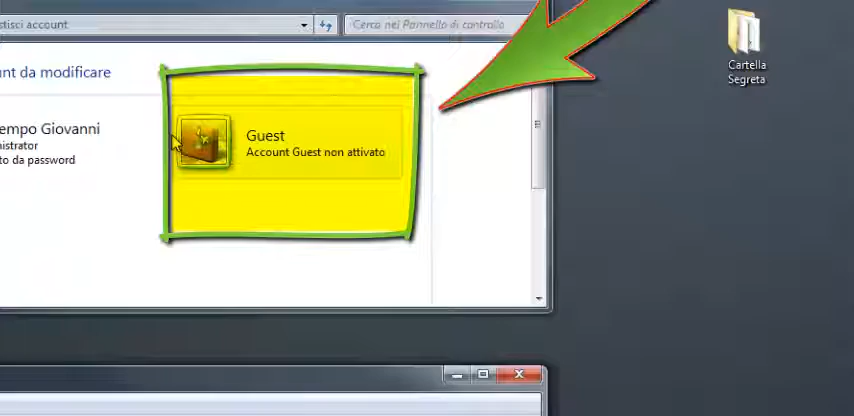 stisci account
Cerca nel Pannello di controllo
nt da modificare
Cartella
Segreta
empo Giovanni
nistrator
to da password
Guest
Account Guest non attivato